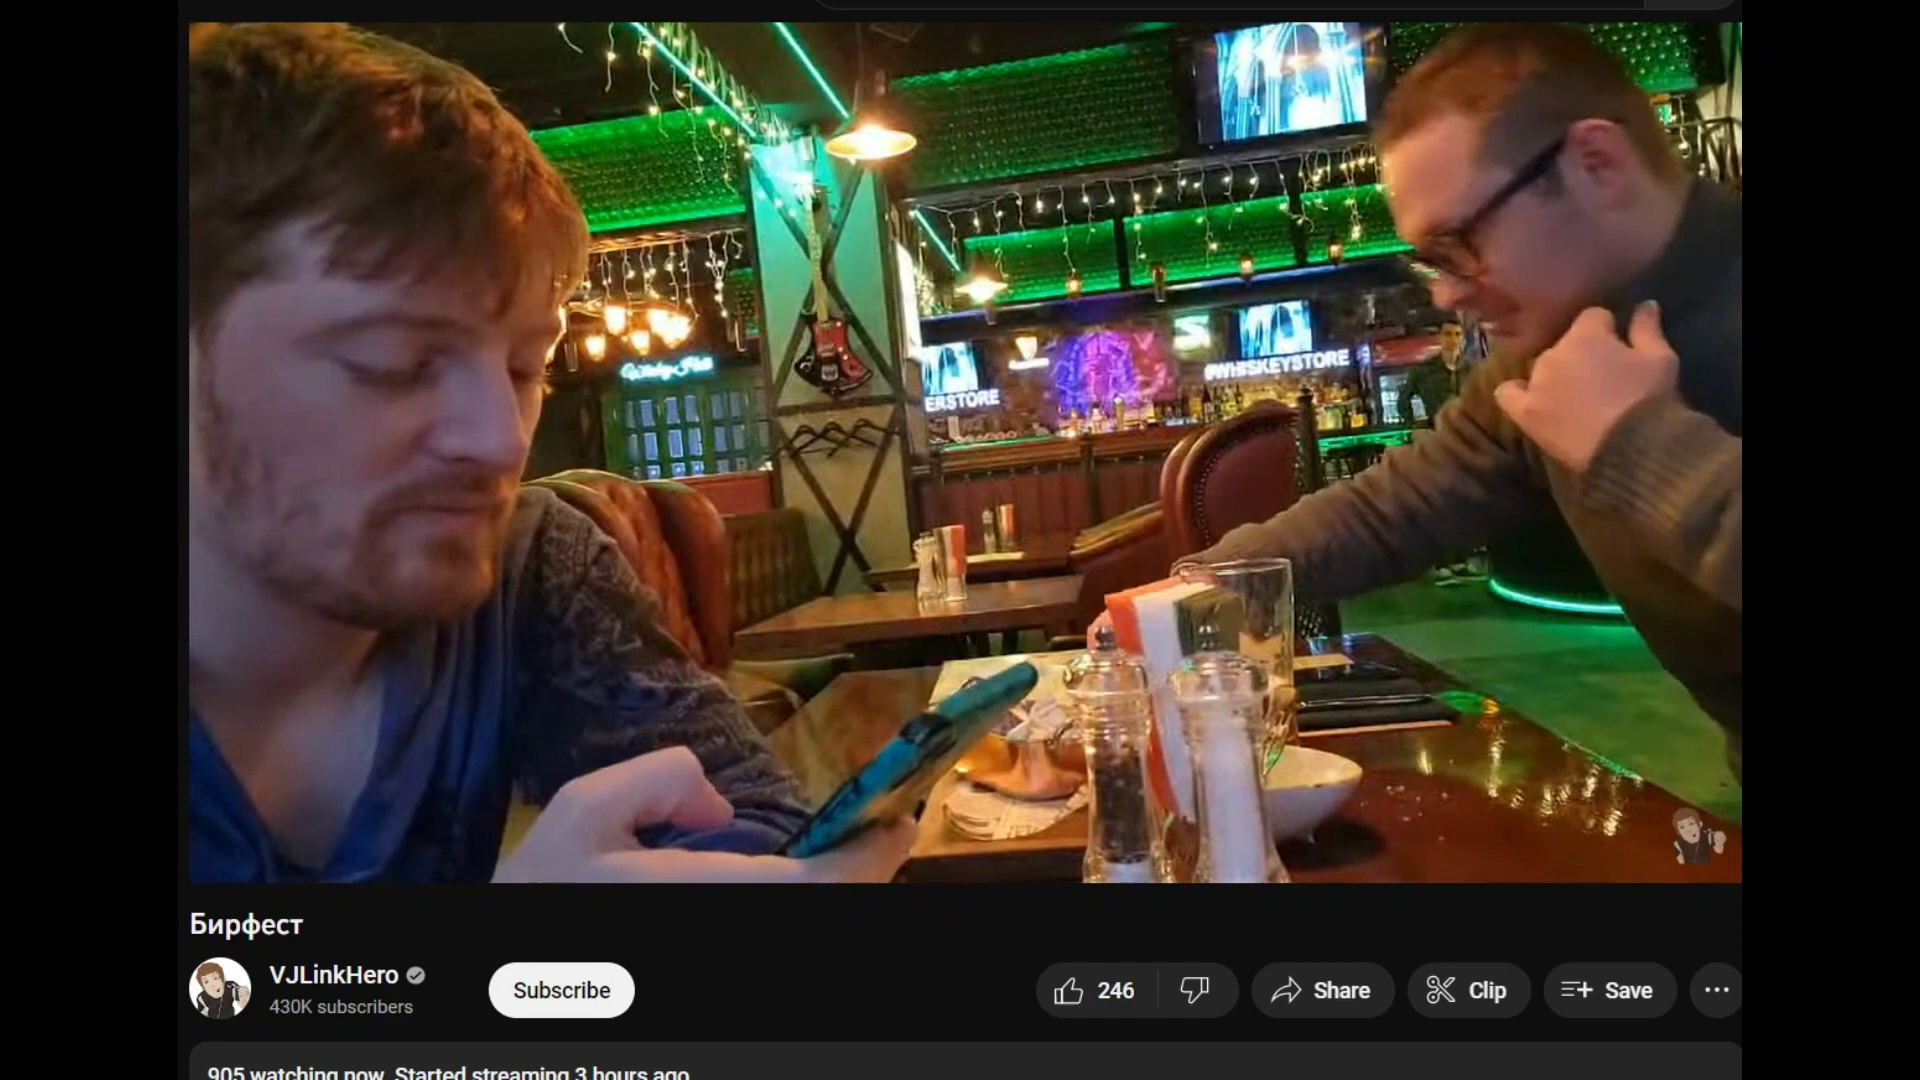 #WHISKEYSTORE
ERSTORE
Бирфест
VJLinkHero
430K subscribers
Subscribe
246
Share
Clip
Save
905 watching now Started streaming 3 hours ago